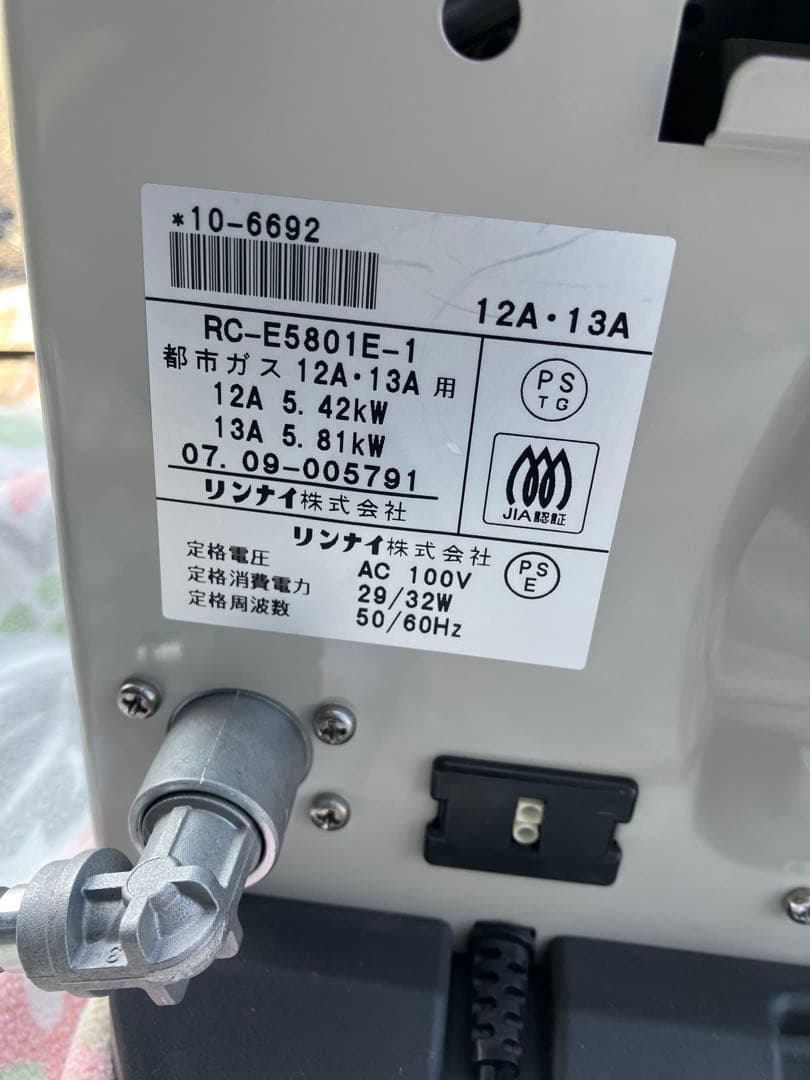 *10-6692
12A・13A
RC-E5801E-1
都市ガス 12A・13A 用
12A 5.42kW
13A 5.81kW
07.09-005791
リンナイ株式会社
PS
TG
JIA認証
リンナイ株式会社
定格電圧 AC 100V
定格消費電力 29/32W
定格周波数 50/60Hz
PS
E
8